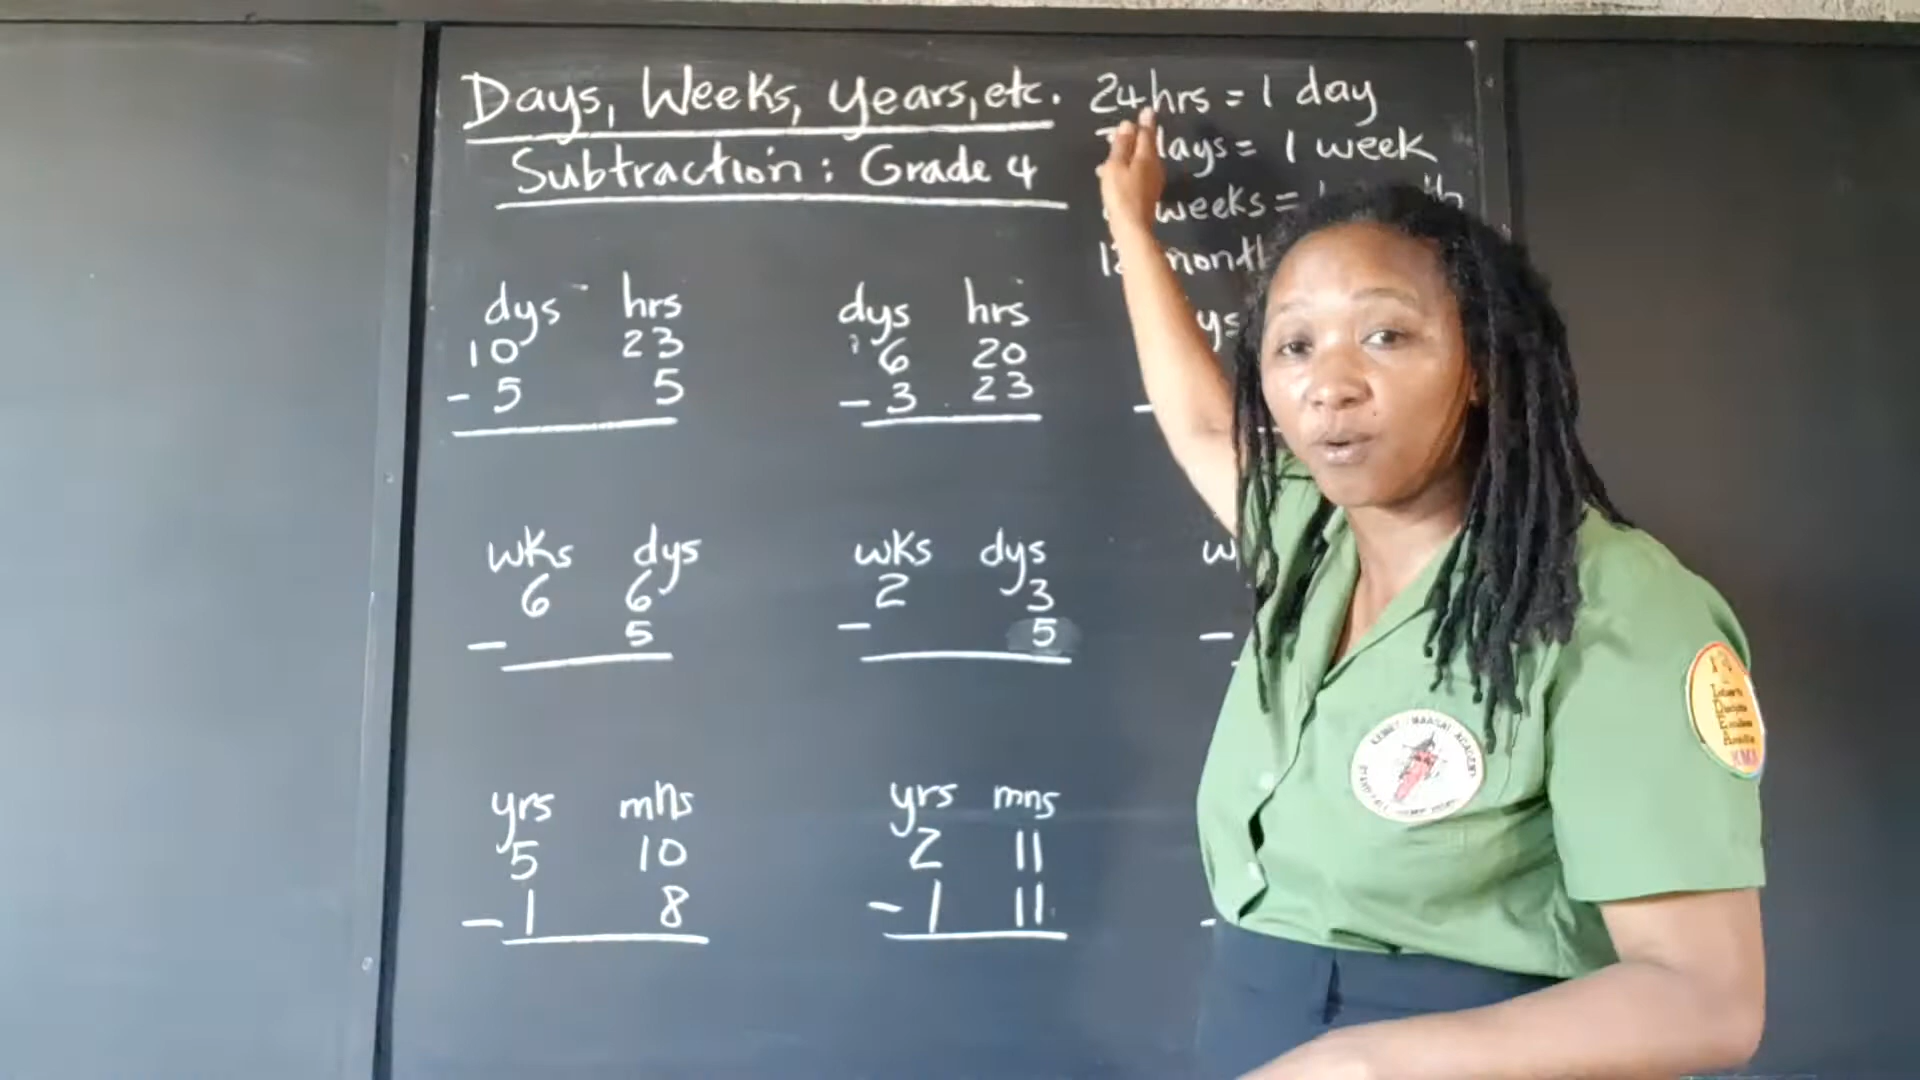 Days, Weeks, Years, etc.
Subtraction: Grade 4
24hrs = 1 day
days = 1 week
weeks = 1
12 month
dys hrs
10 23
- 5 5
dys hrs
6 20
- 3 23
wks dys
6 6
- 5
wks dys
2 3
- 5
yrs mns
5 10
- 1 8
yrs mns
2 11
- 1 11